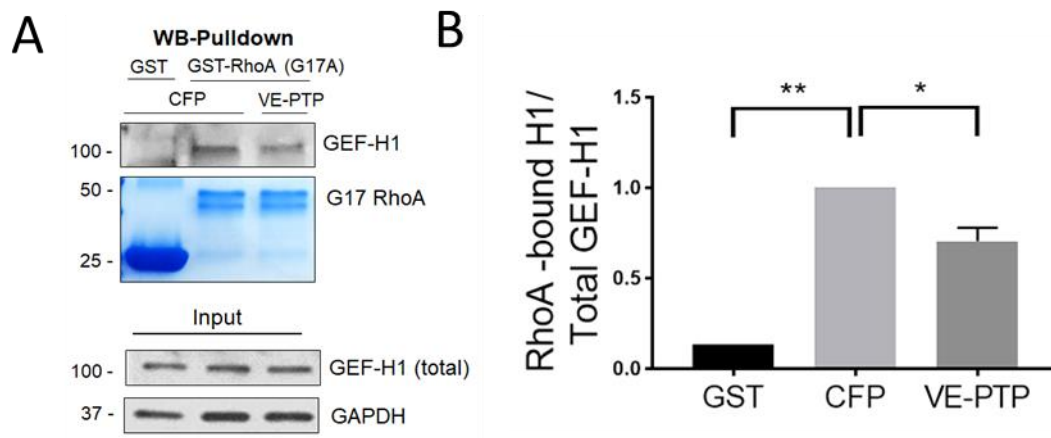 A
WB-Pulldown
GST GST-RhoA (G17A)
CFP VE-PTP
100 - GEF-H1
50 - G17 RhoA
25 -
Input
100 - GEF-H1 (total)
37 - GAPDH
B
RhoA -bound H1/
Total GEF-H1
** *
1.5
1.0
0.5
0.0
GST CFP VE-PTP